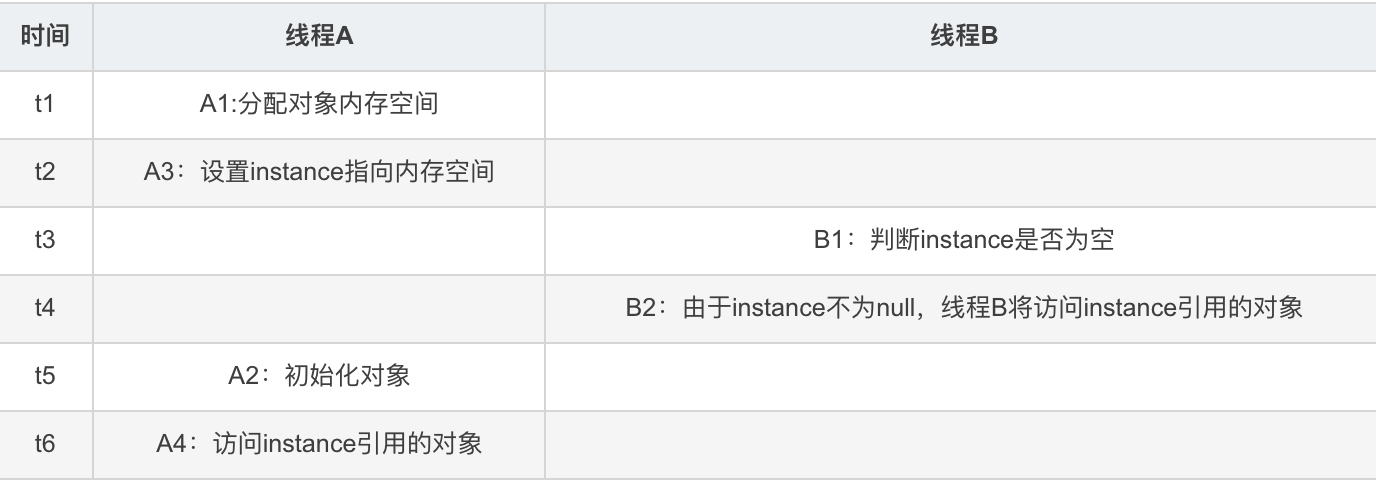 时间 线程A 线程B
t1 A1:分配对象内存空间
t2 A3：设置instance指向内存空间
t3 B1：判断instance是否为空
t4 B2：由于instance不为null，线程B将访问instance引用的对象
t5 A2：初始化对象
t6 A4：访问instance引用的对象